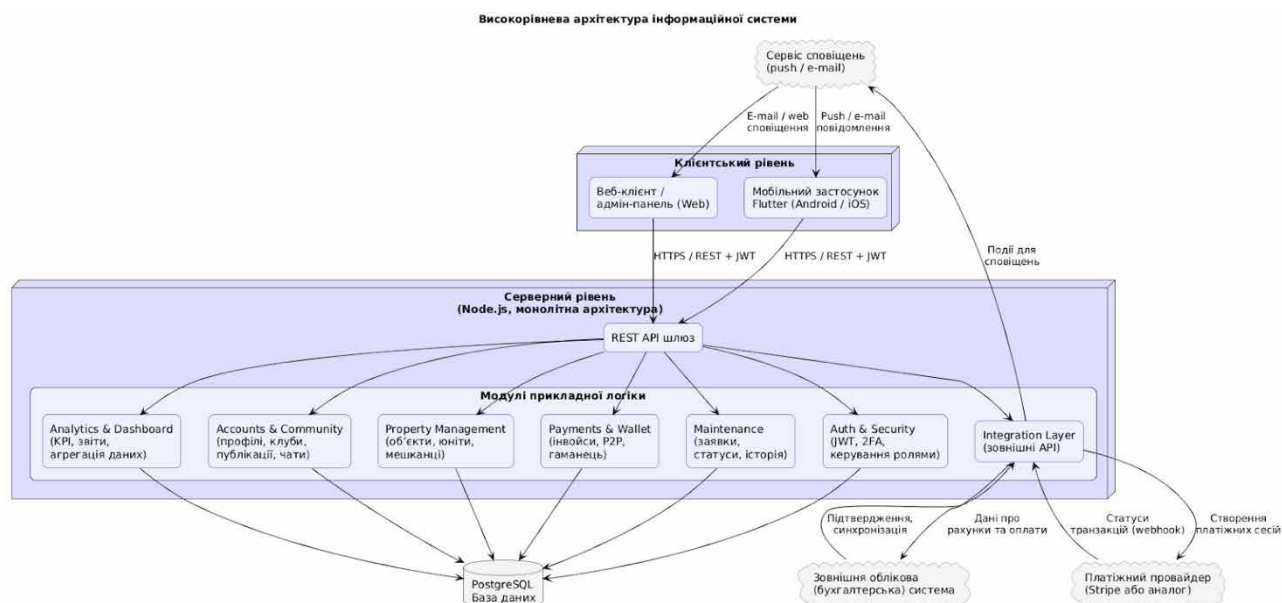 Високорівнева архітектура інформаційної системи
Сервіс сповіщень
(push / e-mail)
E-mail / web
сповіщення
Push / e-mail
повідомлення
Клієнтський рівень
Веб-клієнт /
адмін-панель (Web)
Мобільний застосунок
Flutter (Android / iOS)
HTTPS / REST + JWT
HTTPS / REST + JWT
Події для
сповіщень
Серверний рівень
(Node.js, монолітна архітектура)
REST API шлюз
Модулі прикладної логіки
Analytics & Dashboard
(KPI, звіти,
агрегація даних)
Accounts & Community
(профілі, клуби,
публікації, чати)
Property Management
(об'єкти, юніти,
мешканці)
Payments & Wallet
(інвойси, P2P,
гаманець)
Maintenance
(заявки,
статуси, історія)
Auth & Security
(JWT, 2FA,
керування ролями)
Integration Layer
(зовнішні API)
Підтвердження,
синхронізація
Дані про
рахунки та оплати
Статуси
транзакцій (webhook)
Створення
платіжних сесій
PostgreSQL
База даних
Зовнішня облікова
(бухгалтерська) система
Платіжний провайдер
(Stripe або аналог)